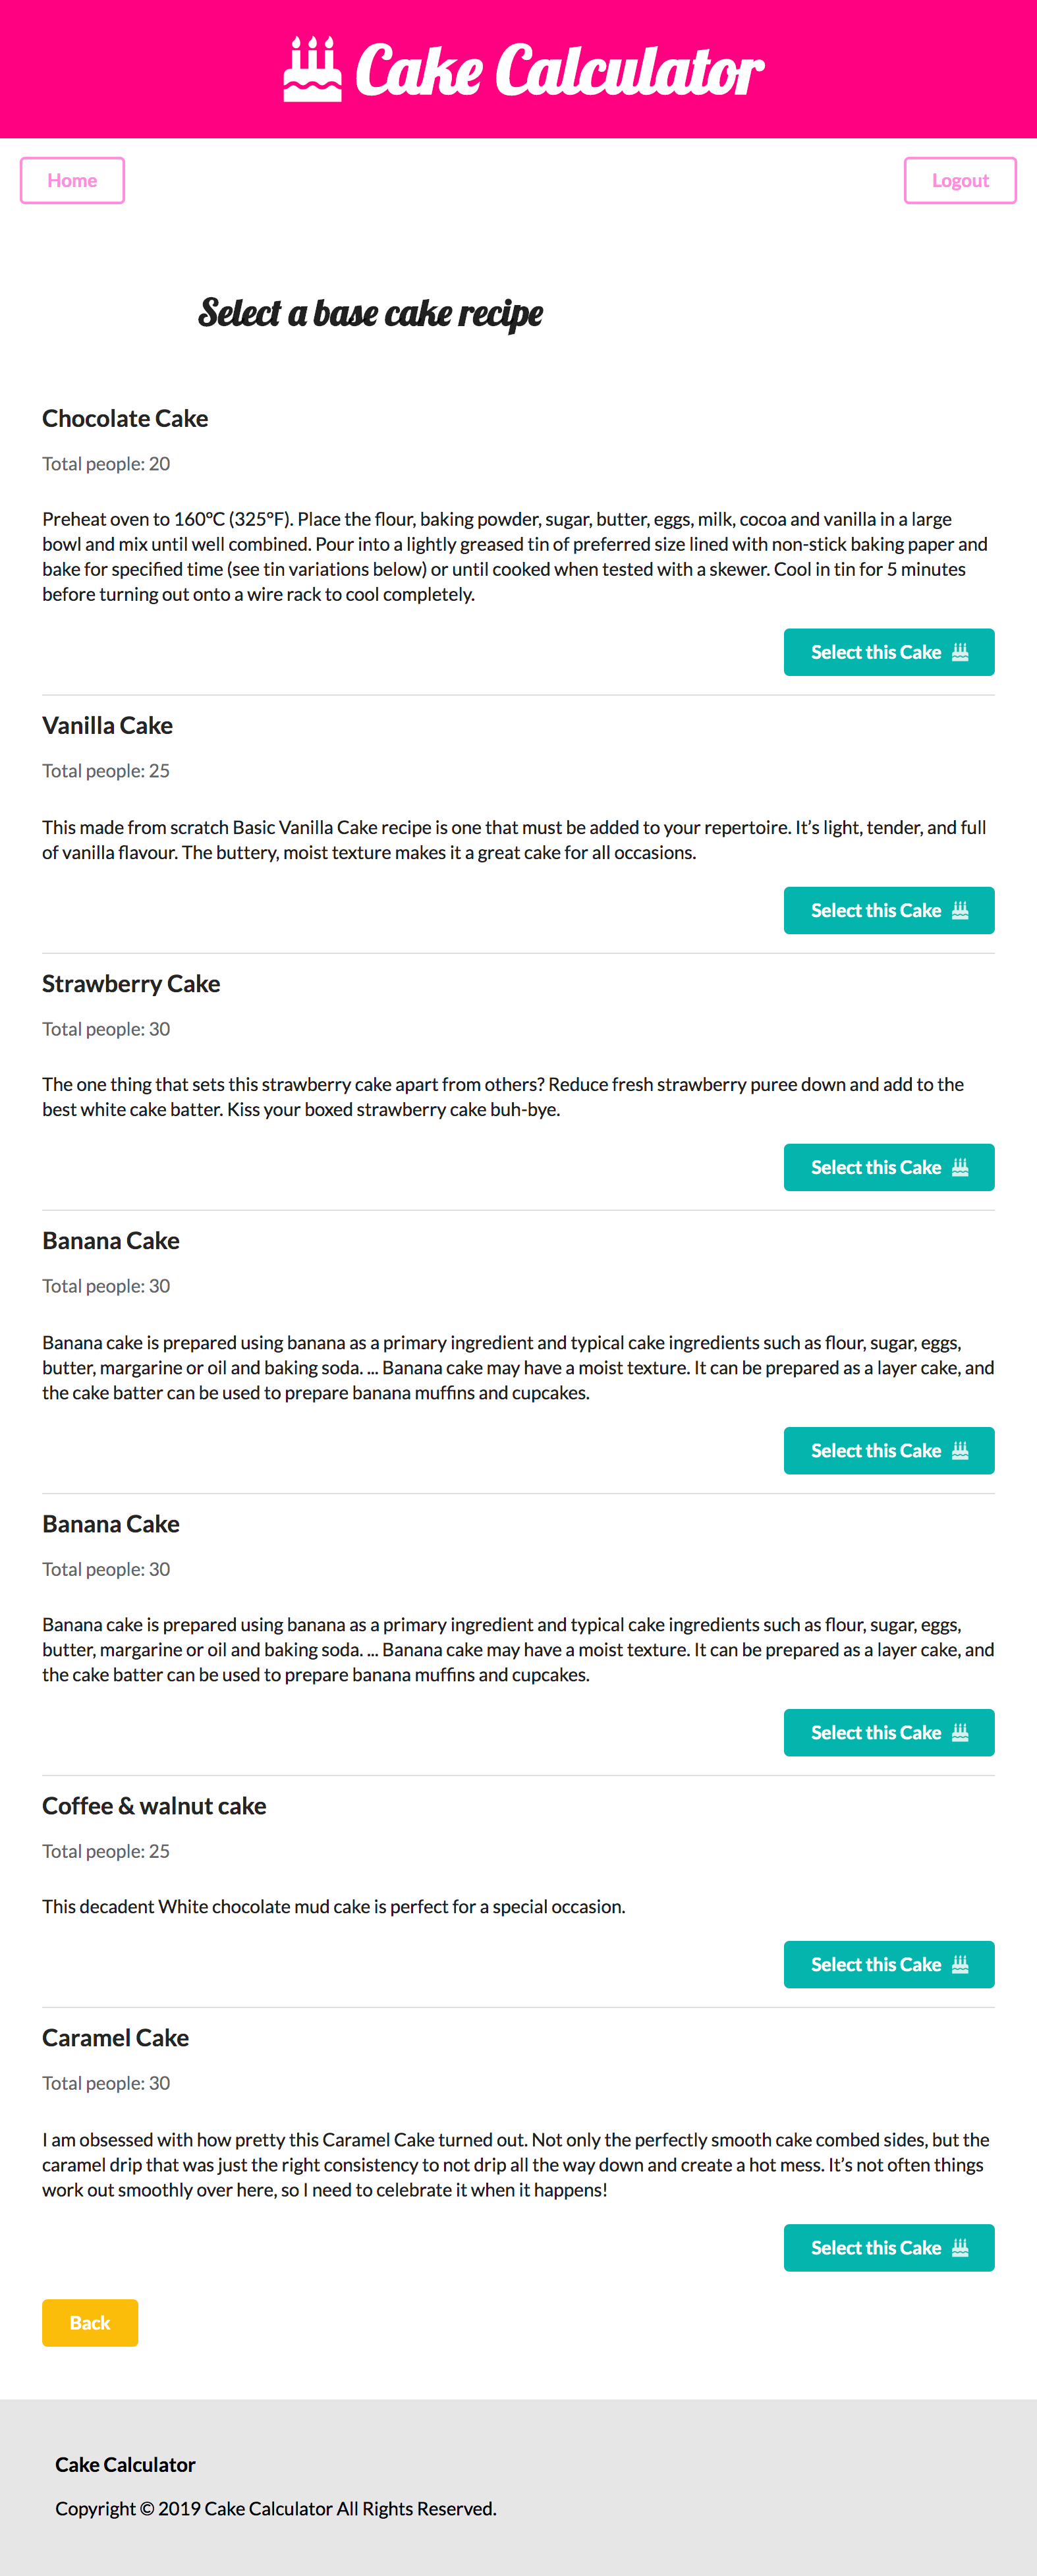 Cake Calculator
Home
Logout
Select a base cake recipe
Chocolate Cake
Total people: 20
Preheat oven to 160°C (325°F). Place the flour, baking powder, sugar, butter, eggs, milk, cocoa and vanilla in a large
bowl and mix until well combined. Pour into a lightly greased tin of preferred size lined with non-stick baking paper and
bake for specified time (see tin variations below) or until cooked when tested with a skewer. Cool in tin for 5 minutes
before turning out onto a wire rack to cool completely.
Select this Cake
Vanilla Cake
Total people: 25
This made from scratch Basic Vanilla Cake recipe is one that must be added to your repertoire. It’s light, tender, and full
of vanilla flavour. The buttery, moist texture makes it a great cake for all occasions.
Select this Cake
Strawberry Cake
Total people: 30
The one thing that sets this strawberry cake apart from others? Reduce fresh strawberry puree down and add to the
best white cake batter. Kiss your boxed strawberry cake buh-bye.
Select this Cake
Banana Cake
Total people: 30
Banana cake is prepared using banana as a primary ingredient and typical cake ingredients such as flour, sugar, eggs,
butter, margarine or oil and baking soda. ... Banana cake may have a moist texture. It can be prepared as a layer cake, and
the cake batter can be used to prepare banana muffins and cupcakes.
Select this Cake
Banana Cake
Total people: 30
Banana cake is prepared using banana as a primary ingredient and typical cake ingredients such as flour, sugar, eggs,
butter, margarine or oil and baking soda. ... Banana cake may have a moist texture. It can be prepared as a layer cake, and
the cake batter can be used to prepare banana muffins and cupcakes.
Select this Cake
Coffee & walnut cake
Total people: 25
This decadent White chocolate mud cake is perfect for a special occasion.
Select this Cake
Caramel Cake
Total people: 30
I am obsessed with how pretty this Caramel Cake turned out. Not only the perfectly smooth cake combed sides, but the
caramel drip that was just the right consistency to not drip all the way down and create a hot mess. It’s not often things
work out smoothly over here, so I need to celebrate it when it happens!
Select this Cake
Back
Cake Calculator
Copyright © 2019 Cake Calculator All Rights Reserved.